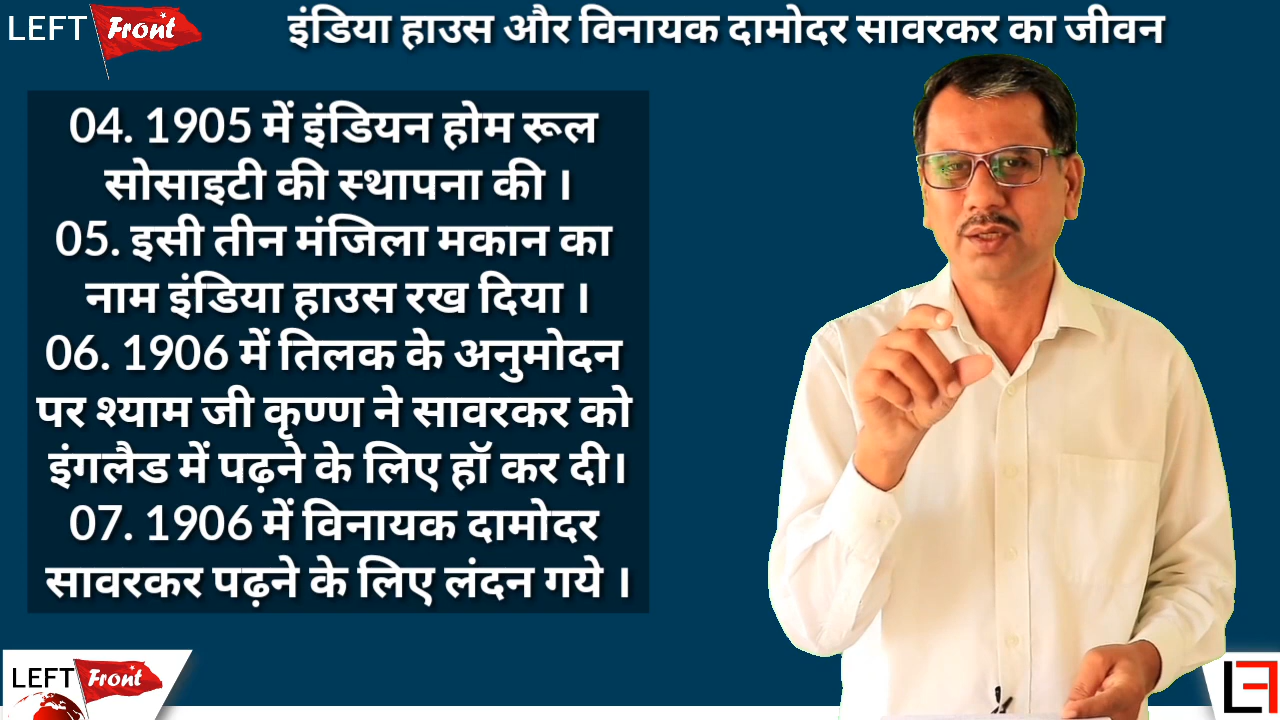 LEFT Front
इंडिया हाउस और विनायक दामोदर सावरकर का जीवन
04. 1905 में इंडियन होम रूल
सोसाइटी की स्थापना की ।
05. इसी तीन मंजिला मकान का
नाम इंडिया हाउस रख दिया ।
06. 1906 में तिलक के अनुमोदन
पर श्याम जी कृण्ण ने सावरकर को
इंगलैड में पढ़ने के लिए हॉ कर दी।
07. 1906 में विनायक दामोदर
सावरकर पढ़ने के लिए लंदन गये ।
LEFT Front
LF